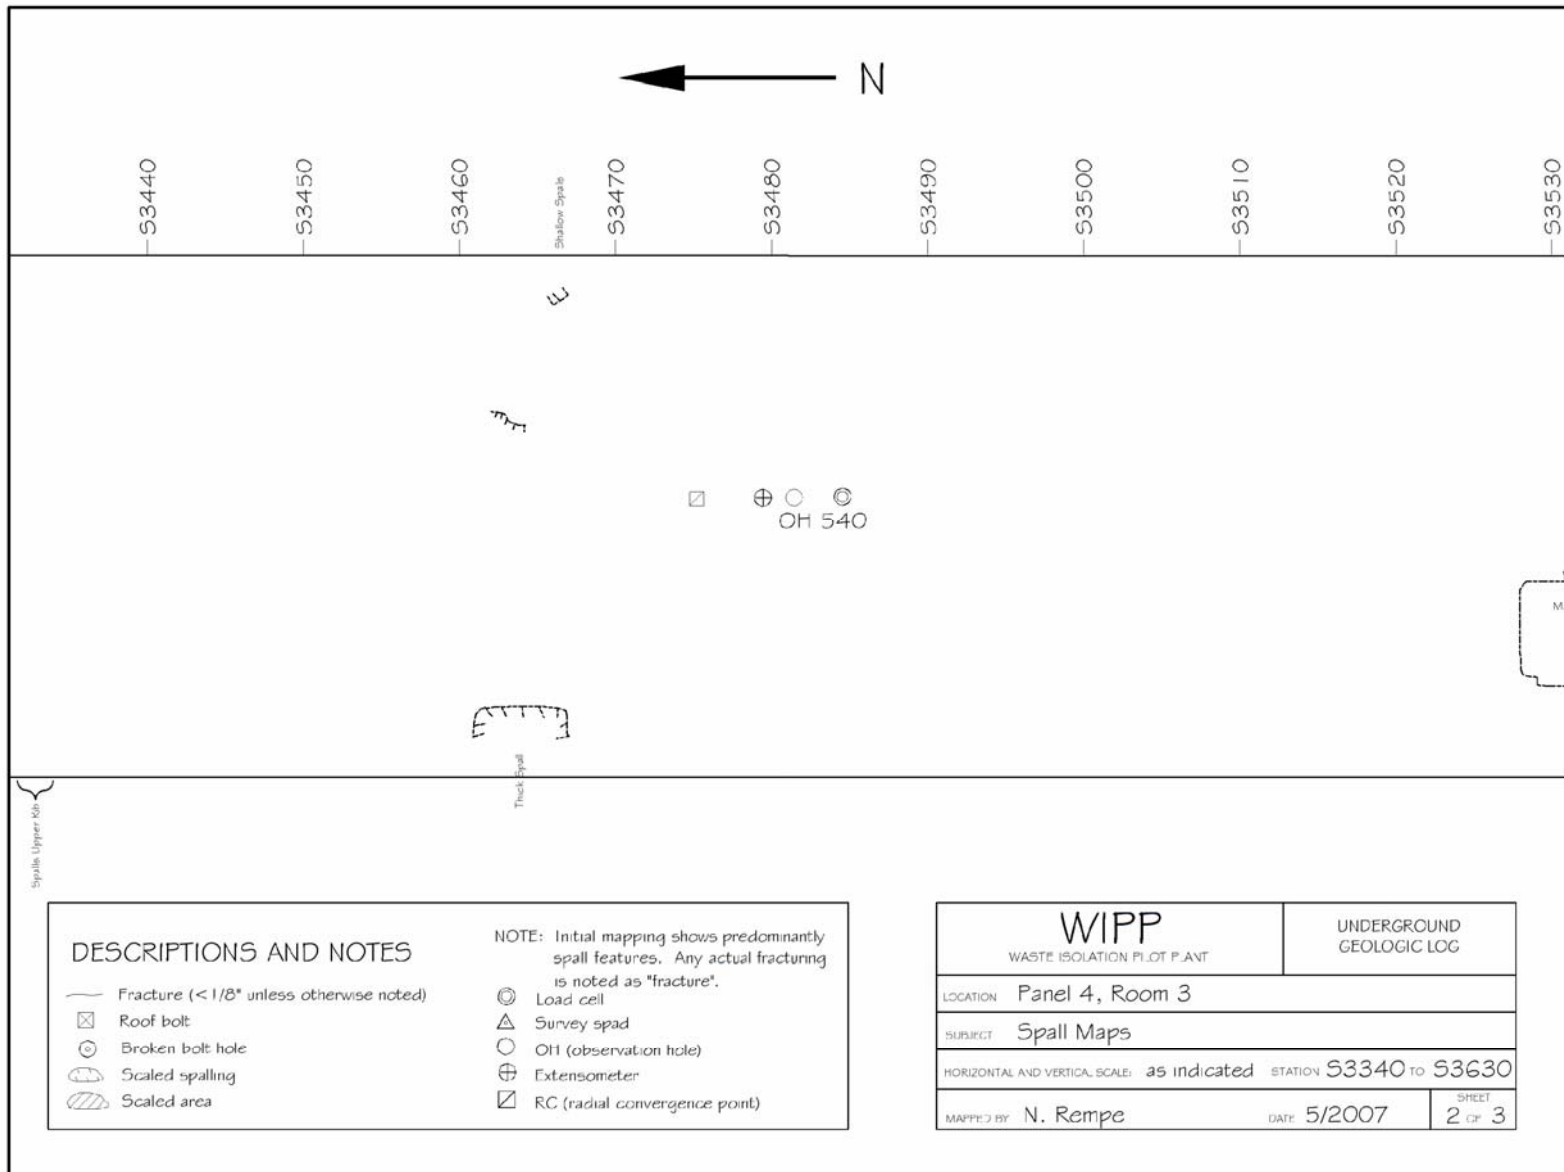 N
S3440
S3450
S3460
Shallow Spals
S3470
S3480
S3490
S3500
S3510
S3520
S3530
OH 540
M
Thick Spall
Spalls Upper Rib
DESCRIPTIONS AND NOTES
Fracture (< 1/8" unless otherwise noted)
Roof bolt
Broken bolt hole
Scaled spalling
Scaled area
NOTE: Initial mapping shows predominantly
spall features. Any actual fracturing
is noted as "fracture".
Load cell
Survey spad
OH (observation hole)
Extensometer
RC (radial convergence point)
WIPP
WASTE ISOLATION PILOT PLANT
UNDERGROUND
GEOLOGIC LOG
LOCATION Panel 4, Room 3
SUBJECT Spall Maps
HORIZONTAL AND VERTICAL SCALE: as indicated STATION S3340 TO S3630
MAPPED BY N. Rempe DATE 5/2007 SHEET
2 OF 3